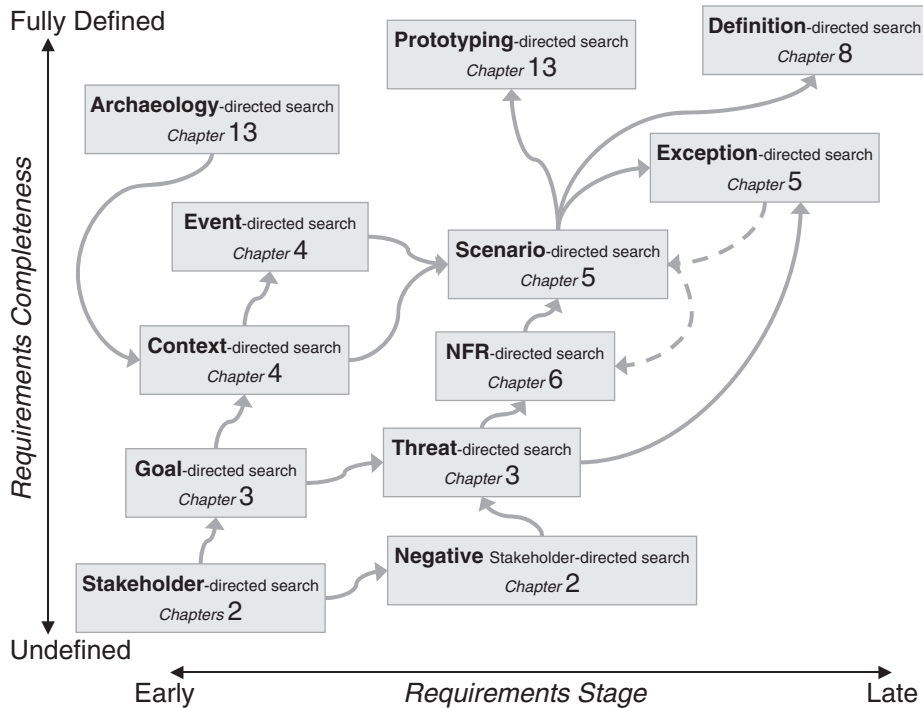 Fully Defined
Definition-directed search
Chapter 8
Prototyping-directed search
Chapter 13
Archaeology-directed search
Chapter 13
Exception-directed search
Chapter 5
Event-directed search
Chapter 4
Scenario-directed search
Chapter 5
Context-directed search
Chapter 4
NFR-directed search
Chapter 6
Goal-directed search
Chapter 3
Threat-directed search
Chapter 3
Stakeholder-directed search
Chapters 2
Negative Stakeholder-directed search
Chapter 2
Requirements Completeness
Undefined
Early
Requirements Stage
Late